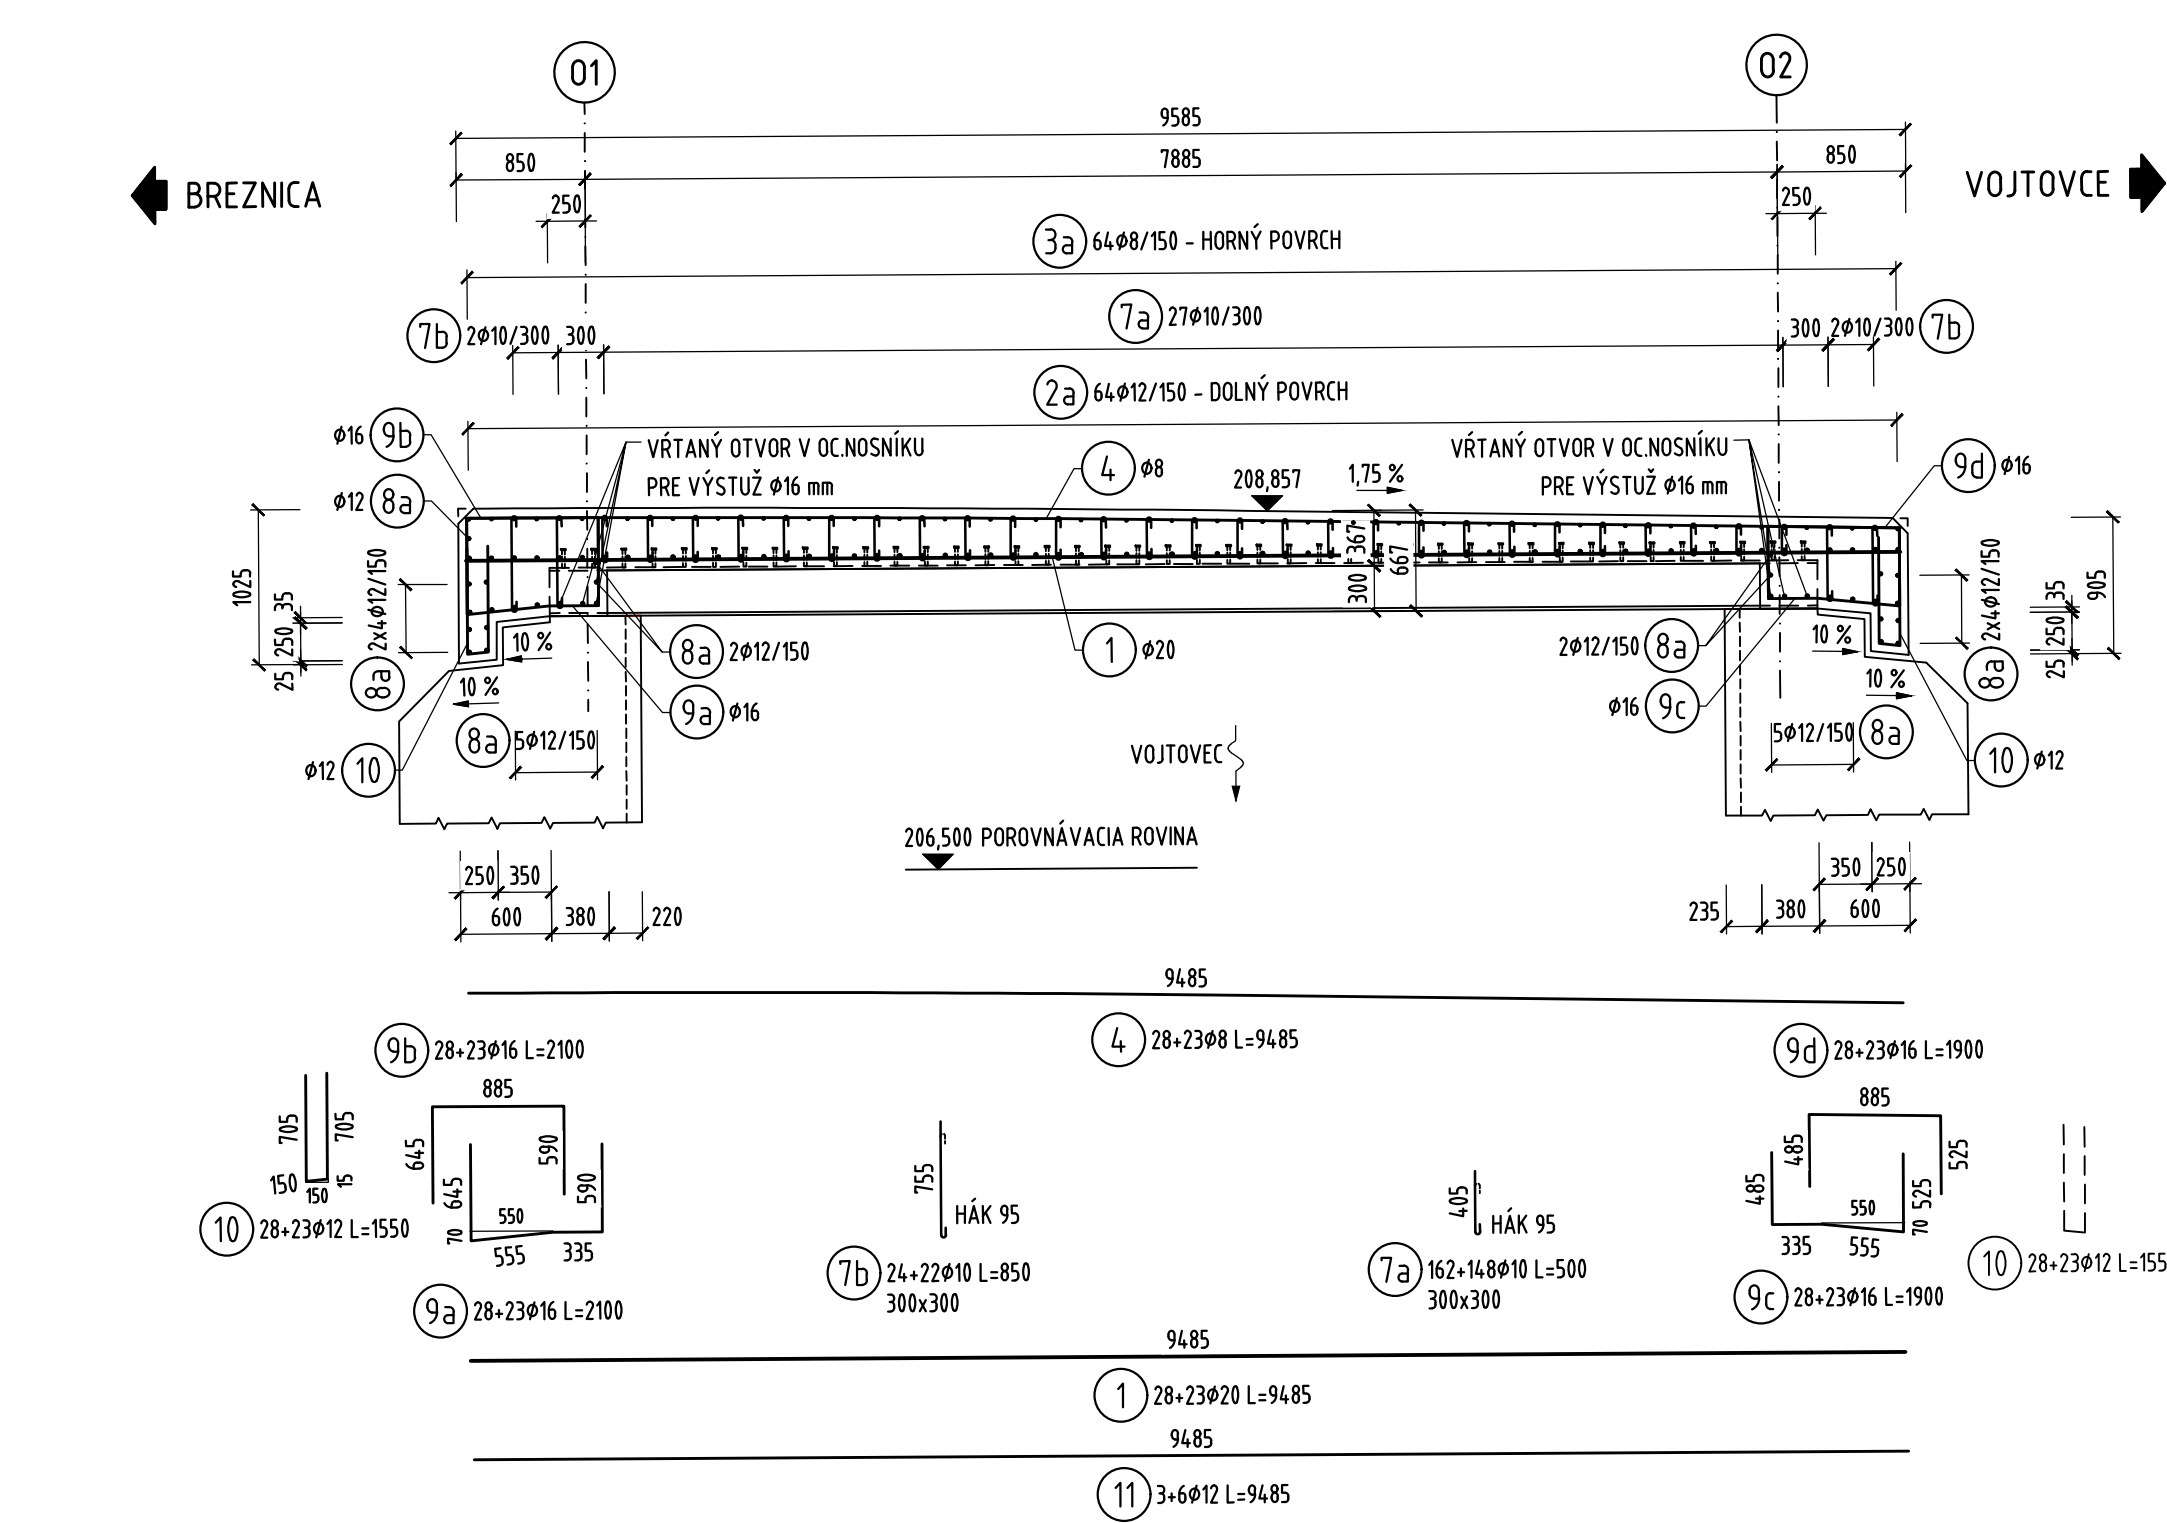 O1
O2
9585
850
7885
850
BREZNICA
VOJTOVCE
250
250
3a 64ϕ8/150 - HORNÝ POVRCH
7a 27ϕ10/300
7b 2ϕ10/300 300
300 2ϕ10/300 7b
2a 64ϕ12/150 - DOLNÝ POVRCH
ϕ16 9b
VŔTANÝ OTVOR V OC.NOSNÍKU
PRE VÝSTUŽ ϕ16 mm
4 ϕ8
208,857
1,75 %
VŔTANÝ OTVOR V OC.NOSNÍKU
PRE VÝSTUŽ ϕ16 mm
9d ϕ16
ϕ12 8a
367
667
300
1025
35
250
25
2x4ϕ12/150
8a
10 %
10 %
8a 2ϕ12/150
9a ϕ16
1 ϕ20
2ϕ12/150 8a
ϕ16 9c
10 %
10 %
2x4ϕ12/150
8a
35
250
25
905
8a 5ϕ12/150
5ϕ12/150 8a
ϕ12 10
10 ϕ12
VOJTOVEC
206,500 POROVNÁVACIA ROVINA
250 350
600 380 220
350 250
235 380 600
9485
4 28+23ϕ8 L=9485
9b 28+23ϕ16 L=2100
885
645
590
645
590
550
70
555
335
9a 28+23ϕ16 L=2100
705
705
150
150
15
10 28+23ϕ12 L=1550
755
HÁK 95
7b 24+22ϕ10 L=850
300x300
405
HÁK 95
7a 162+148ϕ10 L=500
300x300
9d 28+23ϕ16 L=1900
885
485
525
485
525
550
70
335
555
9c 28+23ϕ16 L=1900
10 28+23ϕ12 L=155
9485
1 28+23ϕ20 L=9485
9485
11 3+6ϕ12 L=9485